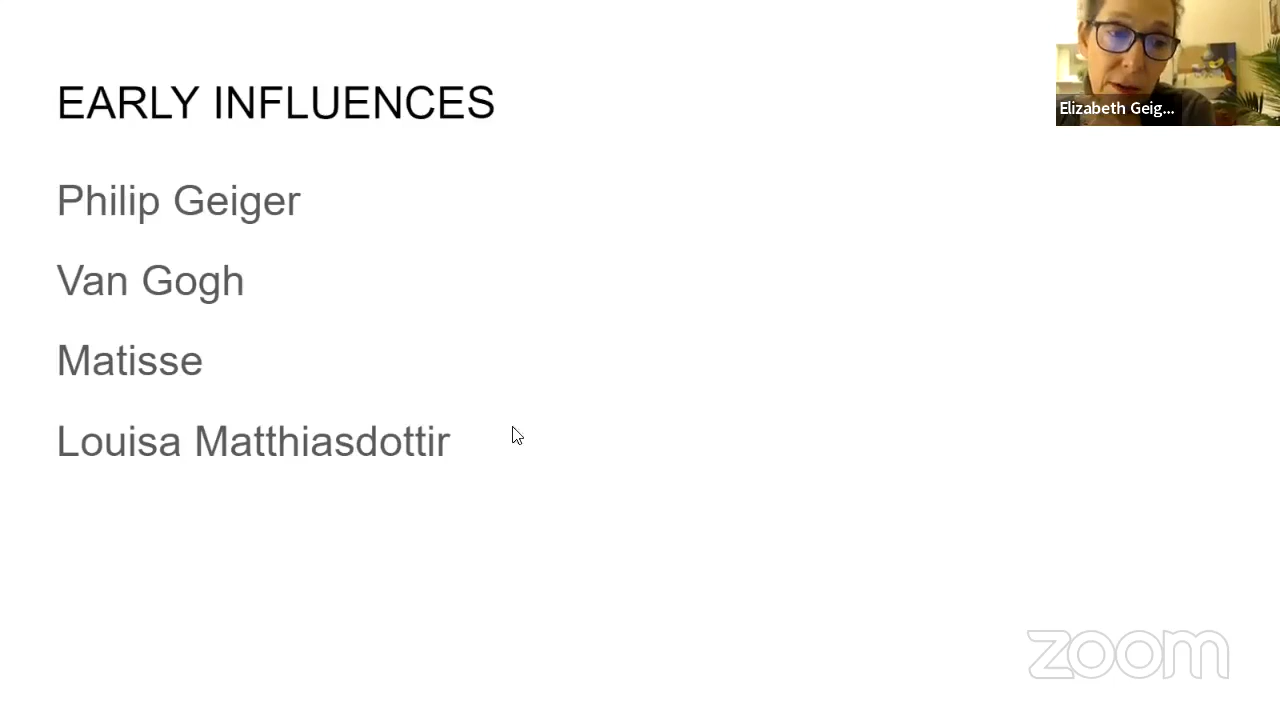 EARLY INFLUENCES
Elizabeth Geig...
Philip Geiger
Van Gogh
Matisse
Louisa Matthiasdottir
zoom